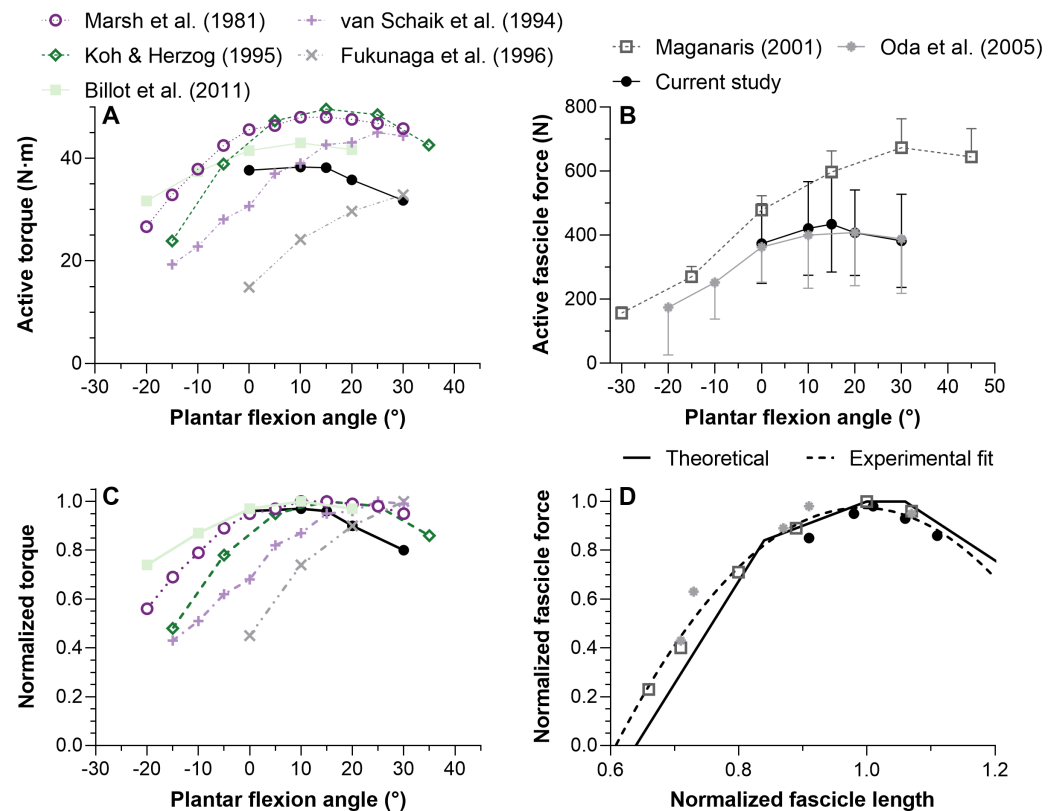 Marsh et al. (1981)
van Schaik et al. (1994)
Koh & Herzog (1995)
Fukunaga et al. (1996)
Billot et al. (2011)
Maganaris (2001)
Oda et al. (2005)
Current study
A
Active torque (N·m)
40
20
0
-30 -20 -10 0 10 20 30 40
Plantar flexion angle (°)
B
Active fascicle force (N)
800
600
400
200
0
-30 -20 -10 0 10 20 30 40 50
Plantar flexion angle (°)
Theoretical
Experimental fit
C
Normalized torque
1.0
0.8
0.6
0.4
0.2
0.0
-30 -20 -10 0 10 20 30 40
Plantar flexion angle (°)
D
Normalized fascicle force
1.0
0.8
0.6
0.4
0.2
0.0
0.6 0.8 1.0 1.2
Normalized fascicle length